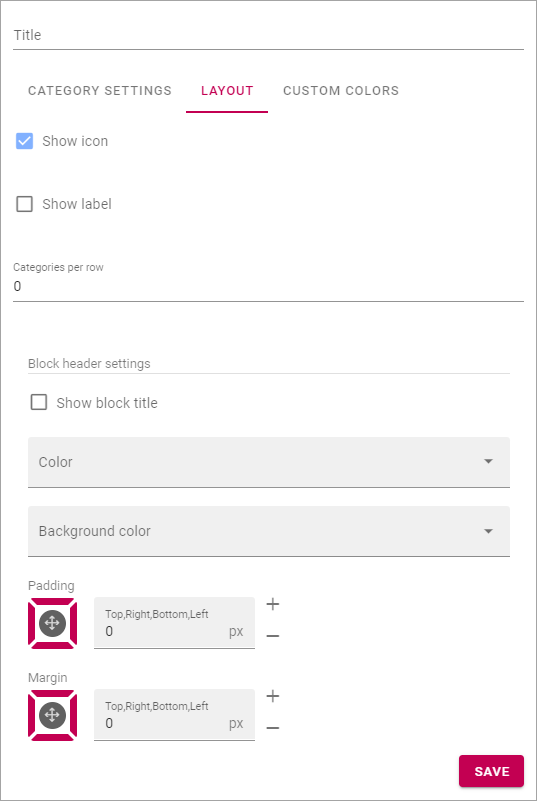 Title
CATEGORY SETTINGS LAYOUT CUSTOM COLORS
Show icon
Show label
Categories per row
0
Block header settings
Show block title
Color
Background color
Padding
Top,Right,Bottom,Left
0 px
Margin
Top,Right,Bottom,Left
0 px
SAVE